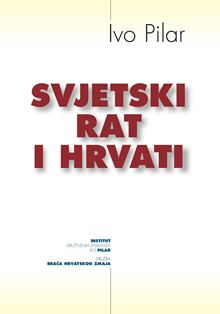 Ivo Pilar
SVJETSKI
RAT
I HRVATI
INSTITUT
DRUŠTVENIH ZNANOSTI
IVO PILAR
DRUŽBA
BRAĆA HRVATSKOG ZMAJA